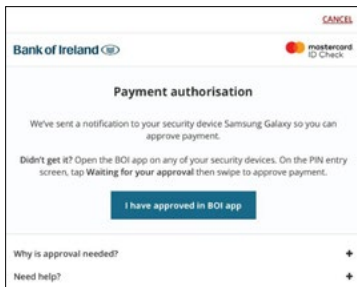 CANCEL
Bank of Ireland
mastercard
ID Check
Payment authorisation
We've sent a notification to your security device Samsung Galaxy so you can
approve payment.
Didn't get it? Open the BOI app on any of your security devices. On the PIN entry
screen, tap Waiting for your approval then swipe to approve payment.
I have approved in BOI app
Why is approval needed? +
Need help? +